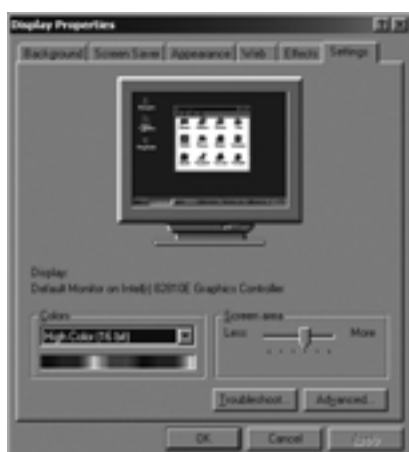 Display Properties
Background Screen Saver Appearance Web Effects Settings
Display:
Default Monitor on Intel(r) 82810E Graphics Controller
Colors
High Color (16 bit)
Screen area
Less More
Troubleshoot... Advanced...
OK Cancel Apply